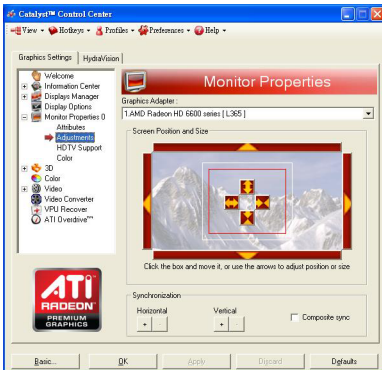 Catalyst™ Control Center
View Hotkeys Profiles Preferences Help
Graphics Settings HydraVision
Welcome
Information Center
Displays Manager
Display Options
Monitor Properties 0
Attributes
Adjustments
HDTV Support
Color
3D
Color
Video
Video Converter
VPU Recover
ATI Overdrive™
ATI
RADEON
PREMIUM
GRAPHICS
Monitor Properties
Graphics Adapter :
1.AMD Radeon HD 6600 series [ L365 ]
Screen Position and Size
Click the box and move it, or use the arrows to adjust position or size
Synchronization
Horizontal Vertical
+ - + -
Composite sync
Basic... OK Apply Discard Defaults